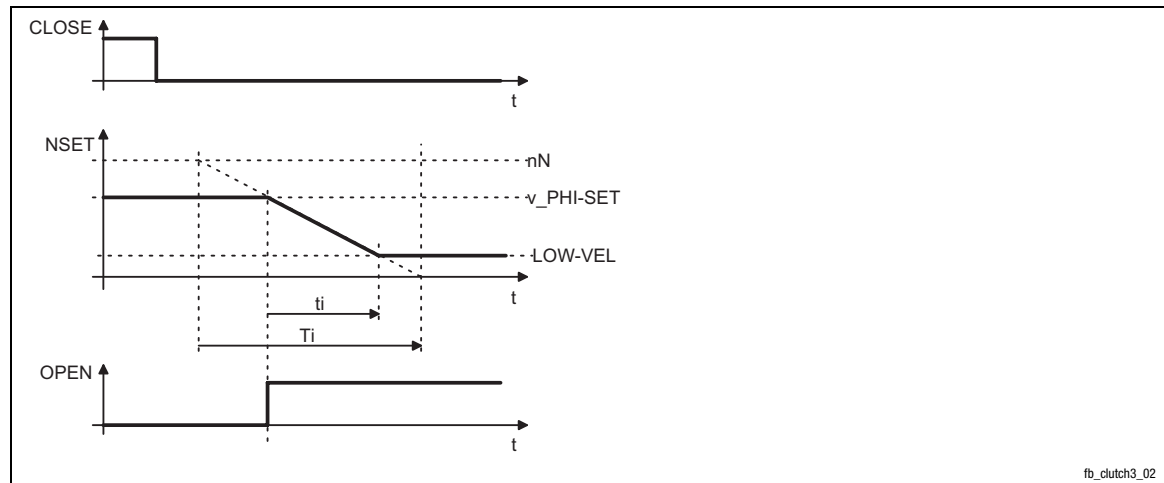 CLOSE
t
NSET
nN
v_PHI-SET
LOW-VEL
t
ti
Ti
OPEN
t
fb_clutch3_02